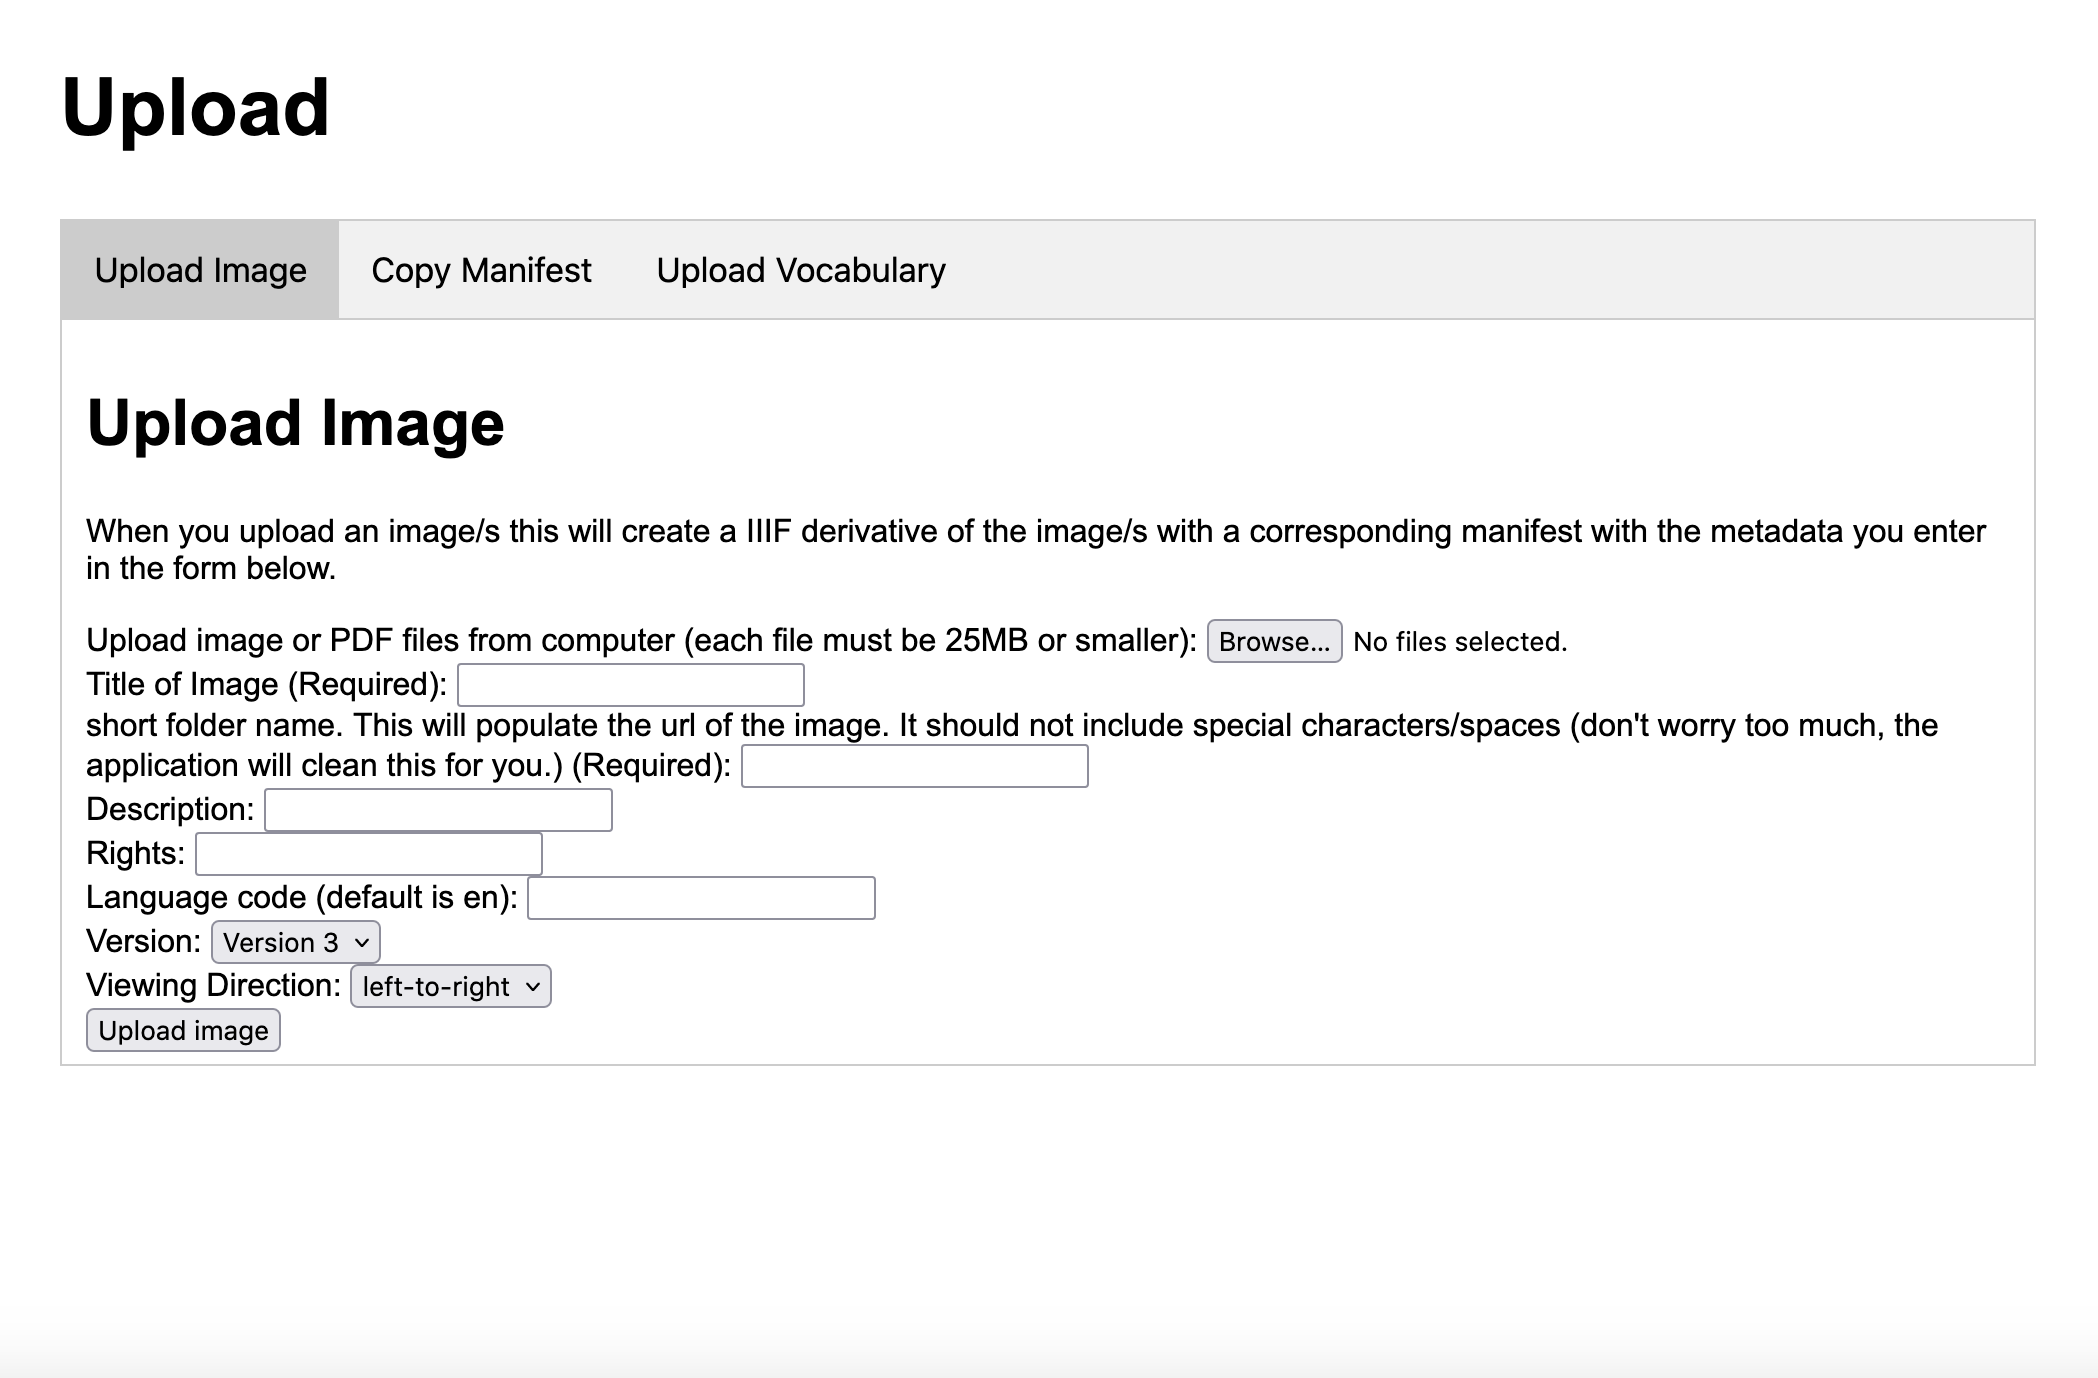 Upload
Upload Image Copy Manifest Upload Vocabulary
Upload Image
When you upload an image/s this will create a IIIF derivative of the image/s with a corresponding manifest with the metadata you enter
in the form below.
Upload image or PDF files from computer (each file must be 25MB or smaller): Browse... No files selected.
Title of Image (Required):
short folder name. This will populate the url of the image. It should not include special characters/spaces (don't worry too much, the
application will clean this for you.) (Required):
Description:
Rights:
Language code (default is en):
Version: Version 3
Viewing Direction: left-to-right
Upload image